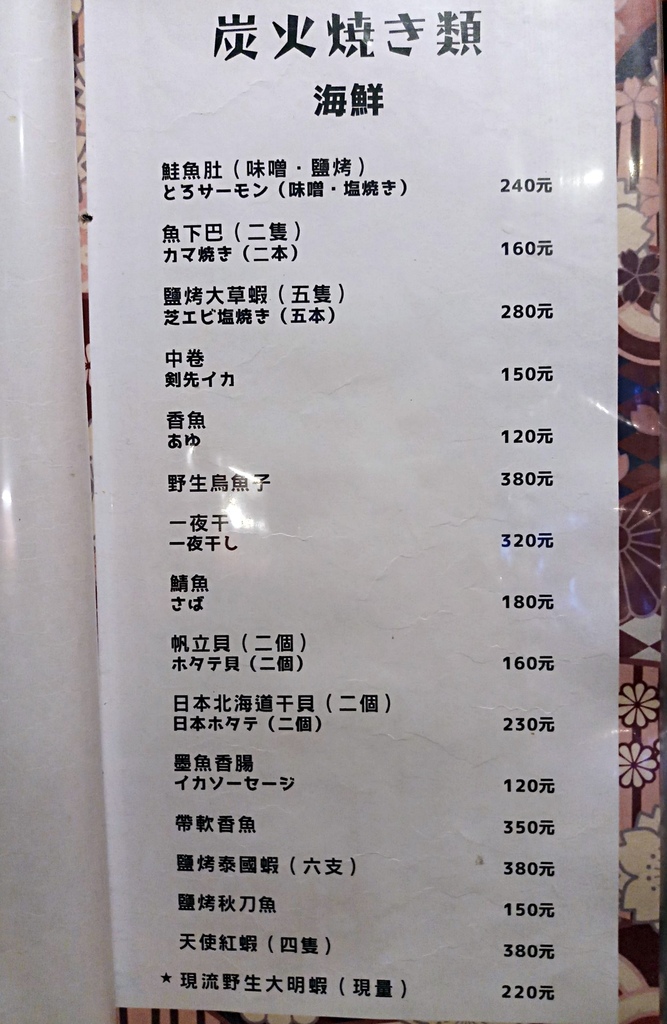 炭火焼き類
海鮮
鮭魚肚（味噌・鹽烤）
とろサーモン（味噌・塩焼き） 240元
魚下巴（二隻）
カマ焼き（二本） 160元
鹽烤大草蝦（五隻）
芝エビ塩焼き（五本） 280元
中卷
剣先イカ 150元
香魚
あゆ 120元
野生烏魚子 380元
一夜干
一夜干し 320元
鯖魚
さば 180元
帆立貝（二個）
ホタテ貝（二個） 160元
日本北海道干貝（二個）
日本ホタテ（二個） 230元
墨魚香腸
イカソーセージ 120元
帶軟香魚 350元
鹽烤泰國蝦（六支） 380元
鹽烤秋刀魚 150元
天使紅蝦（四隻） 380元
★現流野生大明蝦（現量） 220元